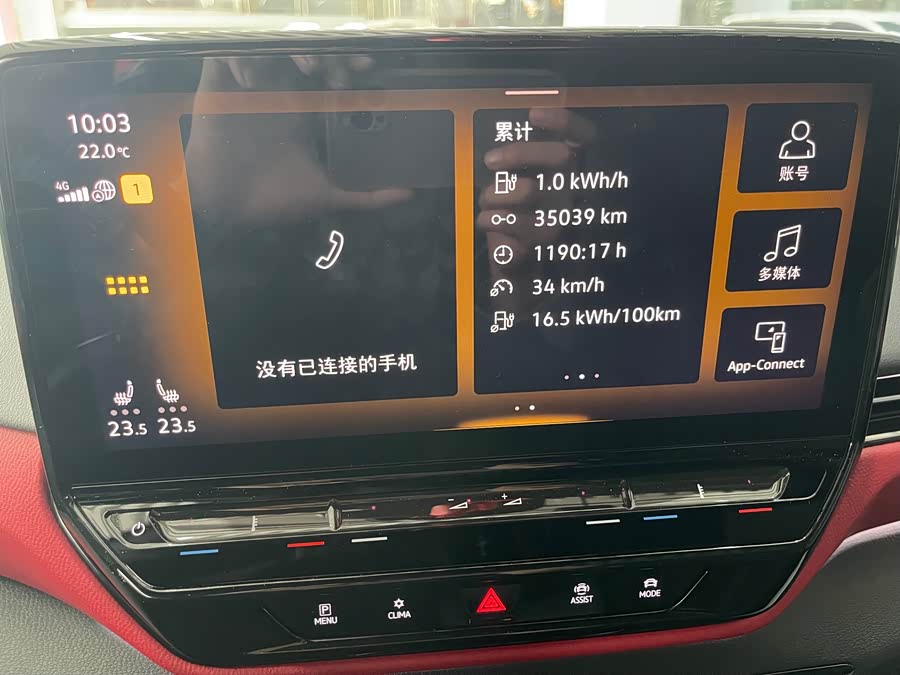 10:03
22.0°C
4G
1
没有已连接的手机
23.5
23.5
累计
1.0 kWh/h
35039 km
1190:17 h
34 km/h
16.5 kWh/100km
账号
多媒体
App-Connect
P
MENU
CLIMA
ASSIST
MODE